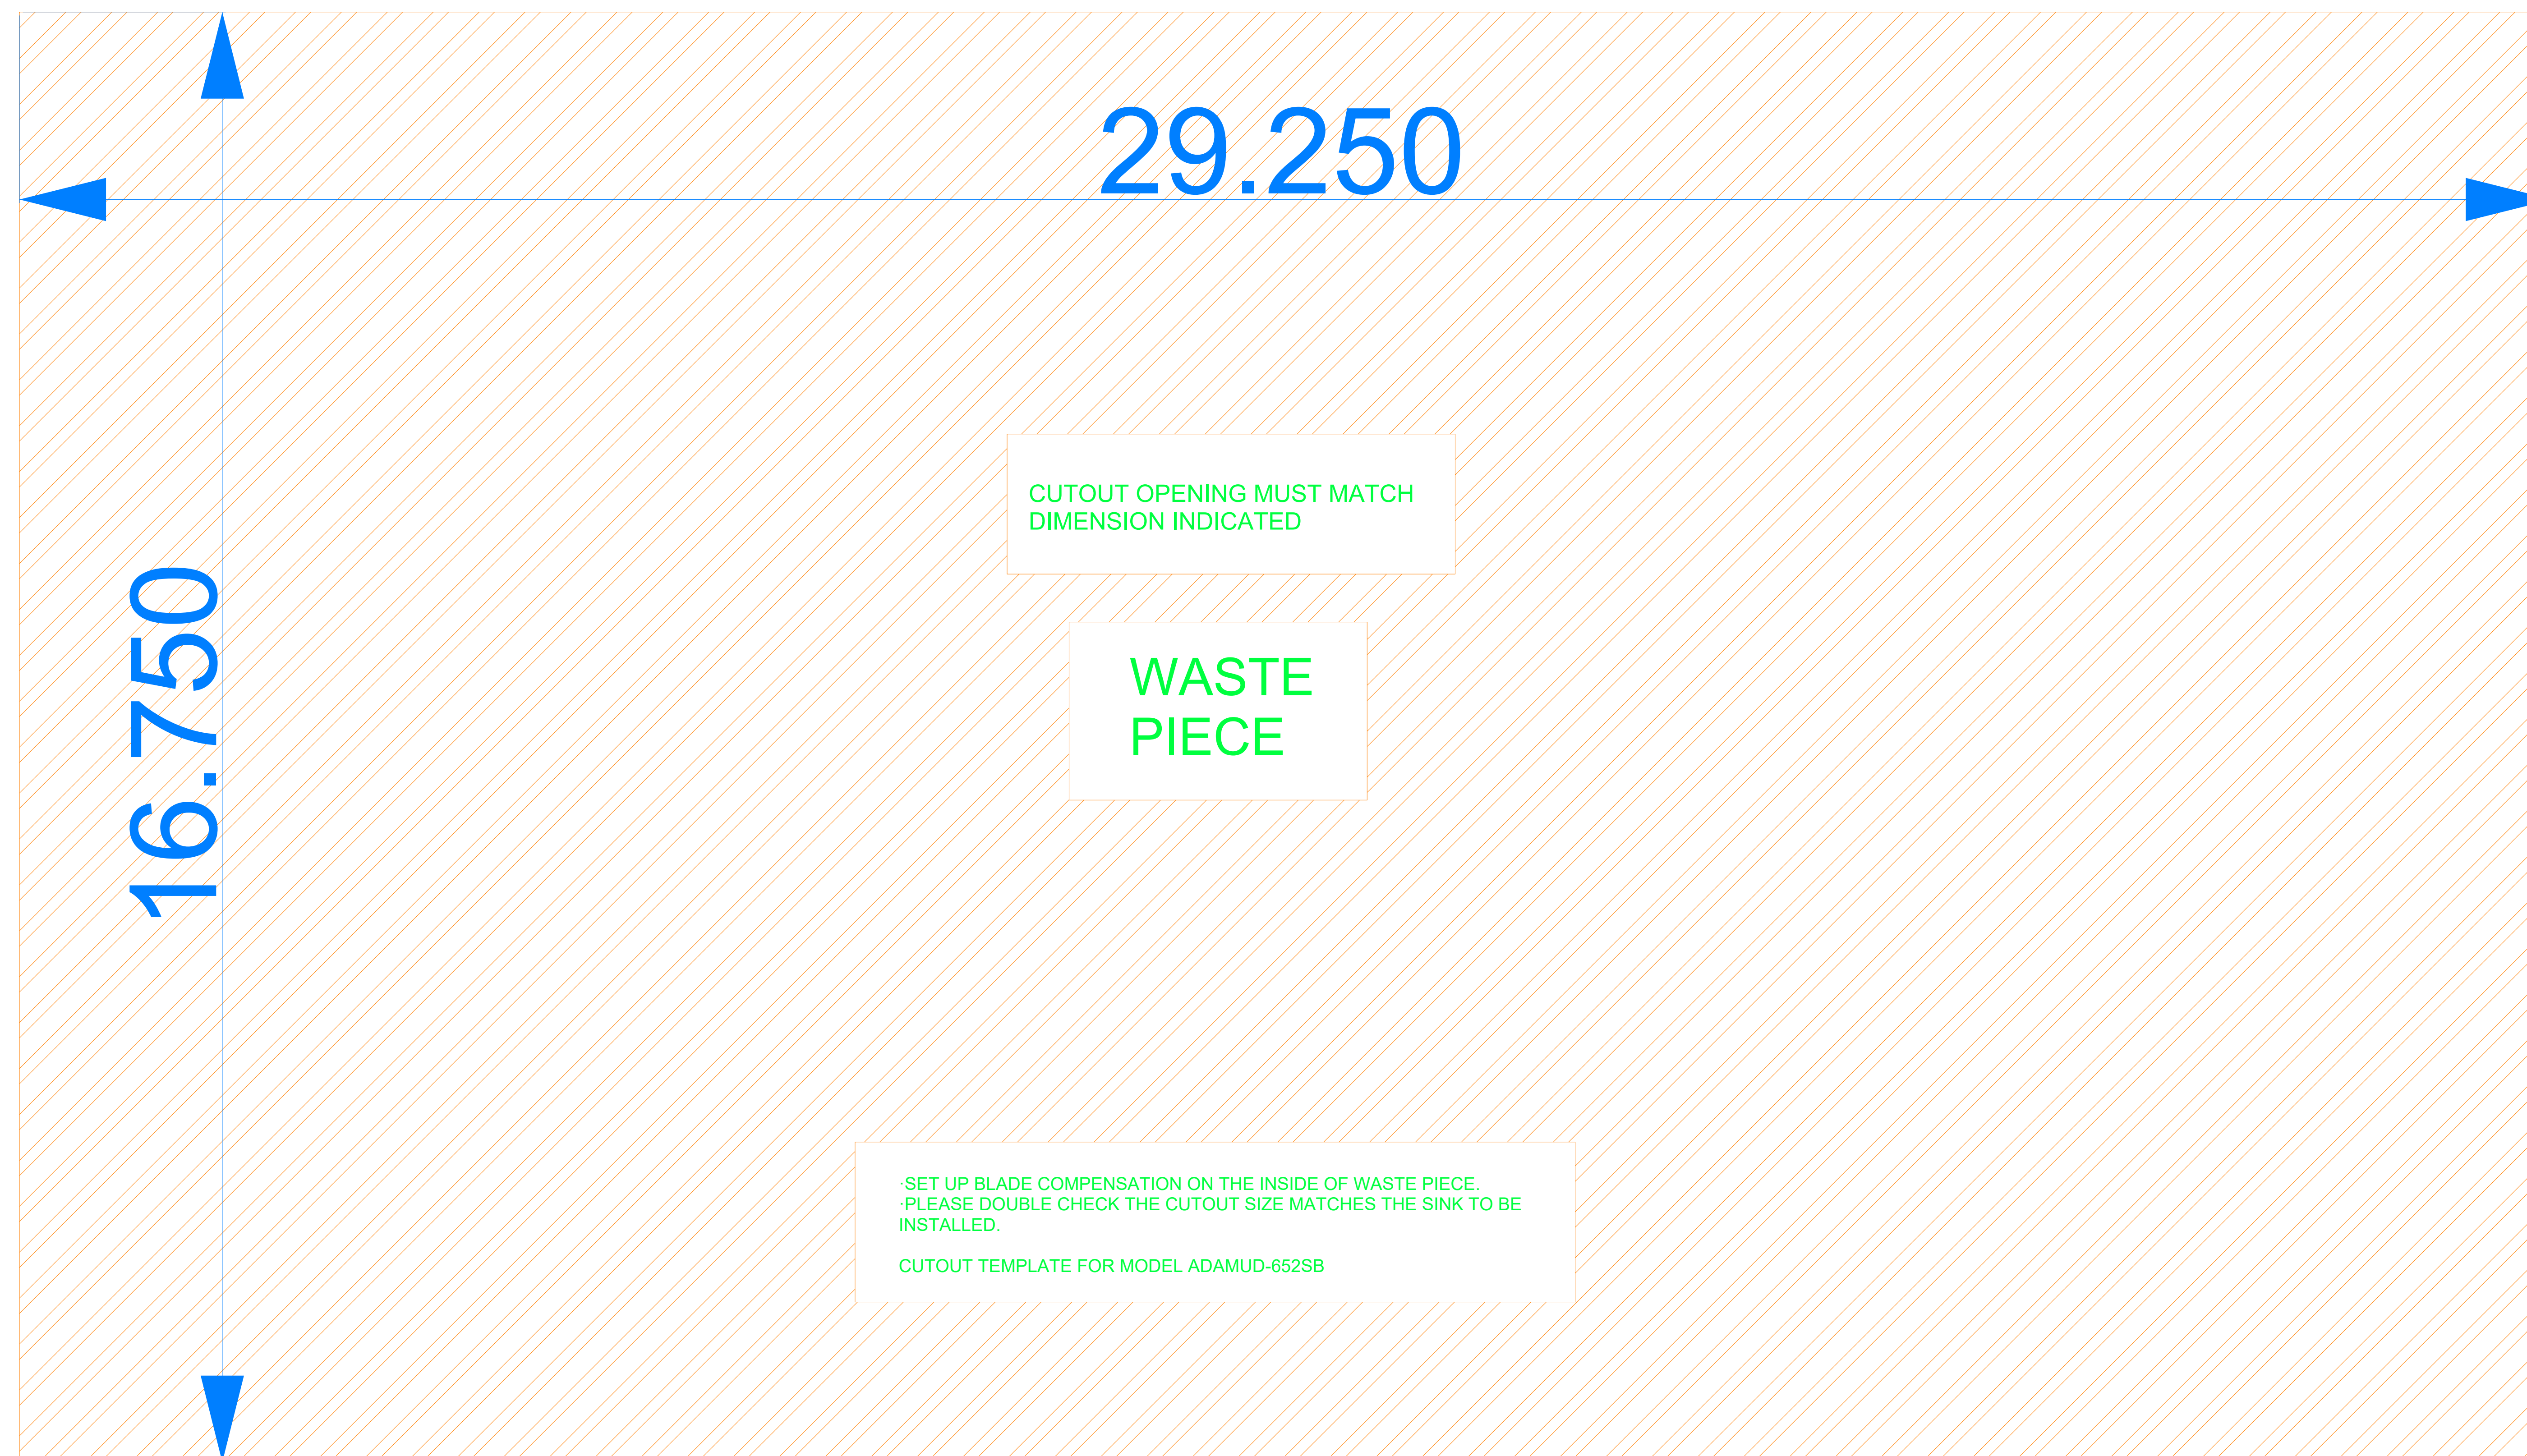 29.250
CUTOUT OPENING MUST MATCH
DIMENSION INDICATED
16.750
WASTE
PIECE
·SET UP BLADE COMPENSATION ON THE INSIDE OF WASTE PIECE.
·PLEASE DOUBLE CHECK THE CUTOUT SIZE MATCHES THE SINK TO BE
INSTALLED.
CUTOUT TEMPLATE FOR MODEL ADAMUD-652SB